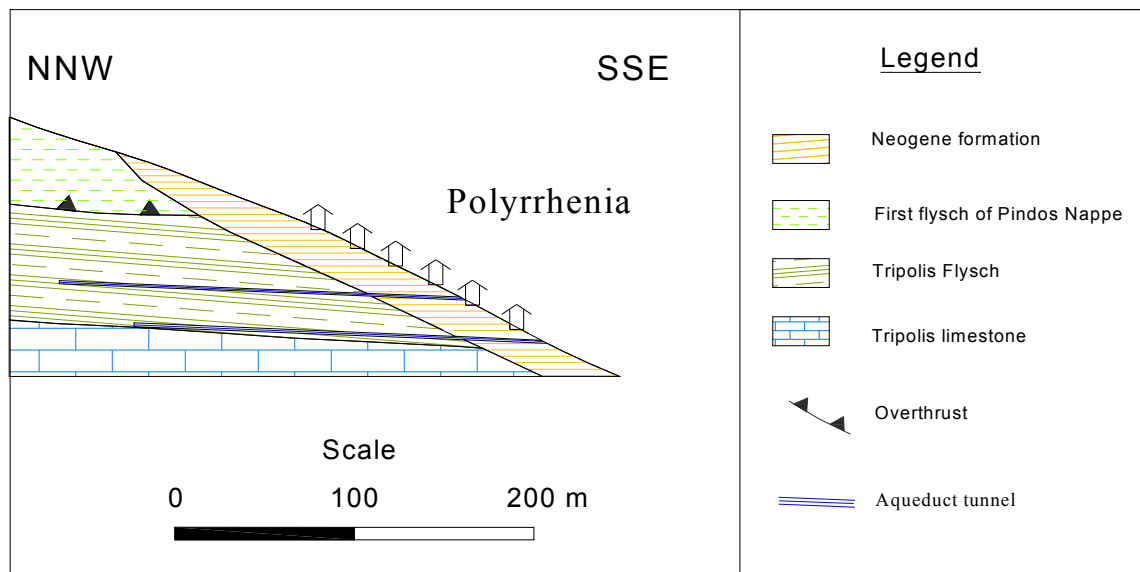 NNW
SSE
Polyrrhenia
Scale
0 100 200 m
Legend
Neogene formation
First flysch of Pindos Nappe
Tripolis Flysch
Tripolis limestone
Overthrust
Aqueduct tunnel